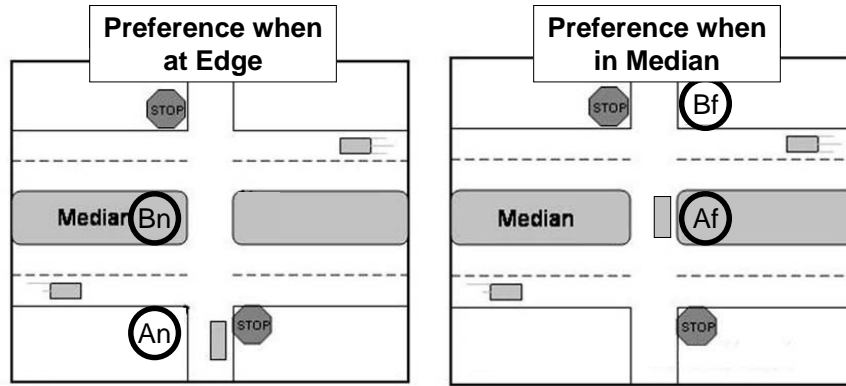 Preference when
at Edge
STOP
Median
Bn
An
STOP
Preference when
in Median
STOP
Bf
Median
Af
STOP